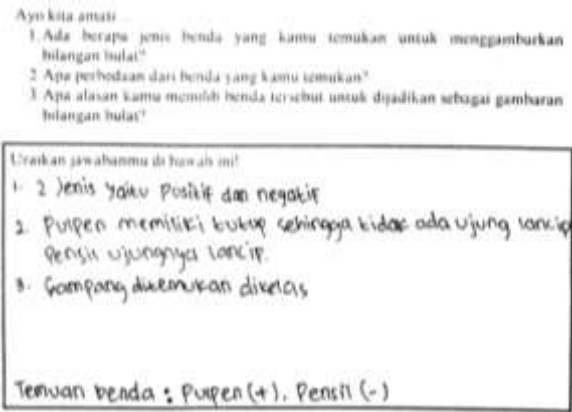 Ayo kita amati
1. Ada berapa jenis benda yang kamu temukan untuk menggambarkan
bilangan bulat?
2. Apa perbedaan dari benda yang kamu temukan?
3. Apa alasan kamu memilih benda tersebut untuk dijadikan sebagai gambaran
bilangan bulat?
Uraikan jawabanmu di bawah ini!
1. 2 Jenis yaitu Positif dan negatif
2. Pulpen memiliki tutup sehingga tidak ada ujung lancip
Pensil ujungnya lancip.
3. Gampang ditemukan dikelas
Temuan benda : Pulpen (+), Pensil (-)